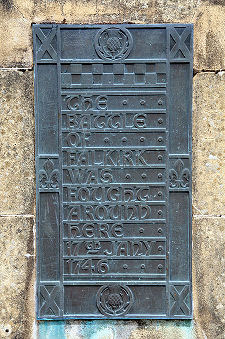 THE
BATTLE
OF
FALKIRK
WAS
FOUGHT
AROUND
HERE
17TH JANY
1746